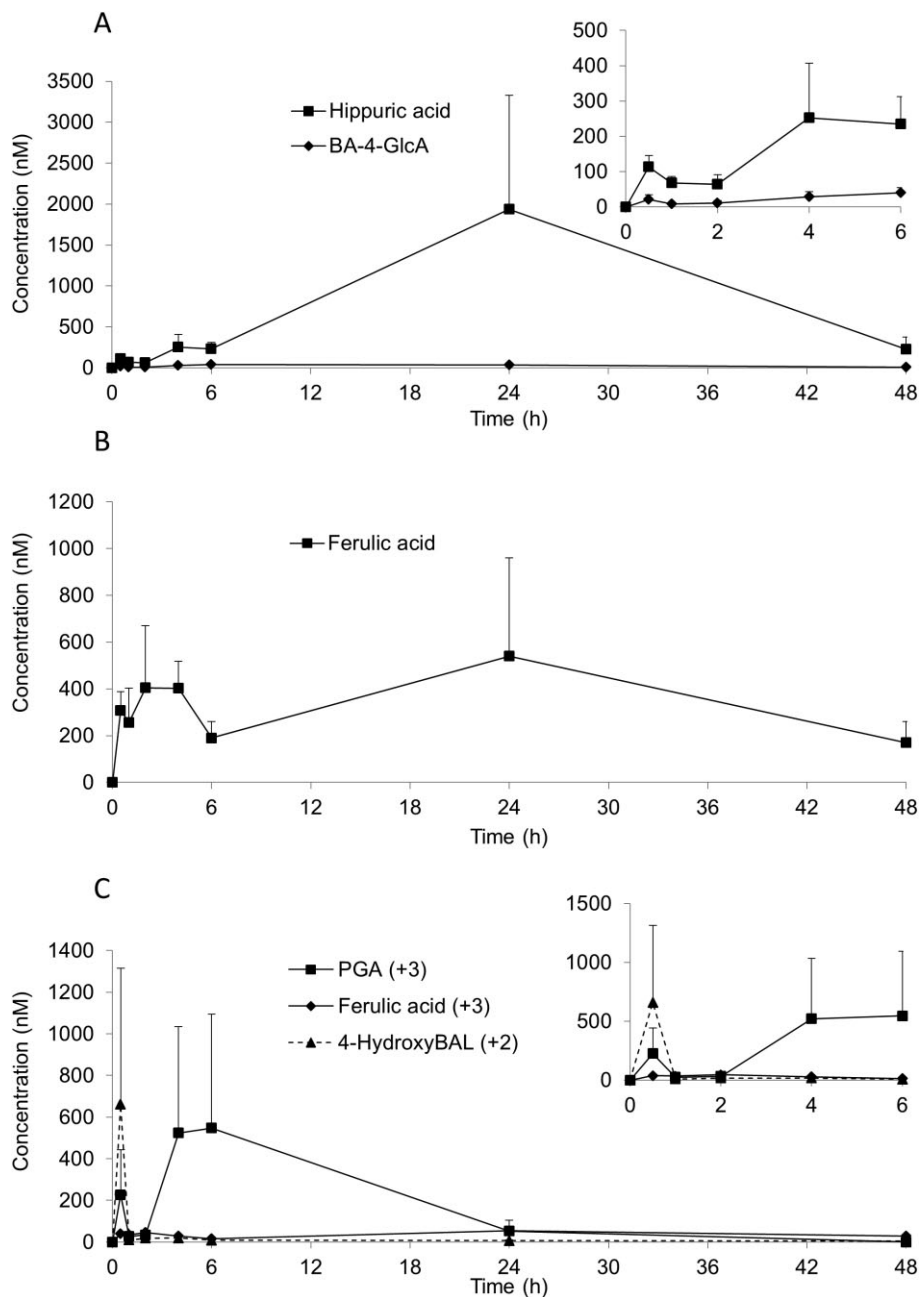 A
Concentration (nM)
3500
3000
2500
2000
1500
1000
500
0
Hippuric acid
BA-4-GlcA
0 6 12 18 24 30 36 42 48
Time (h)
500
400
300
200
100
0
0 2 4 6
B
Concentration (nM)
1200
1000
800
600
400
200
0
Ferulic acid
0 6 12 18 24 30 36 42 48
Time (h)
C
Concentration (nM)
1400
1200
1000
800
600
400
200
0
PGA (+3)
Ferulic acid (+3)
4-HydroxyBAL (+2)
0 6 12 18 24 30 36 42 48
Time (h)
1500
1000
500
0
0 2 4 6